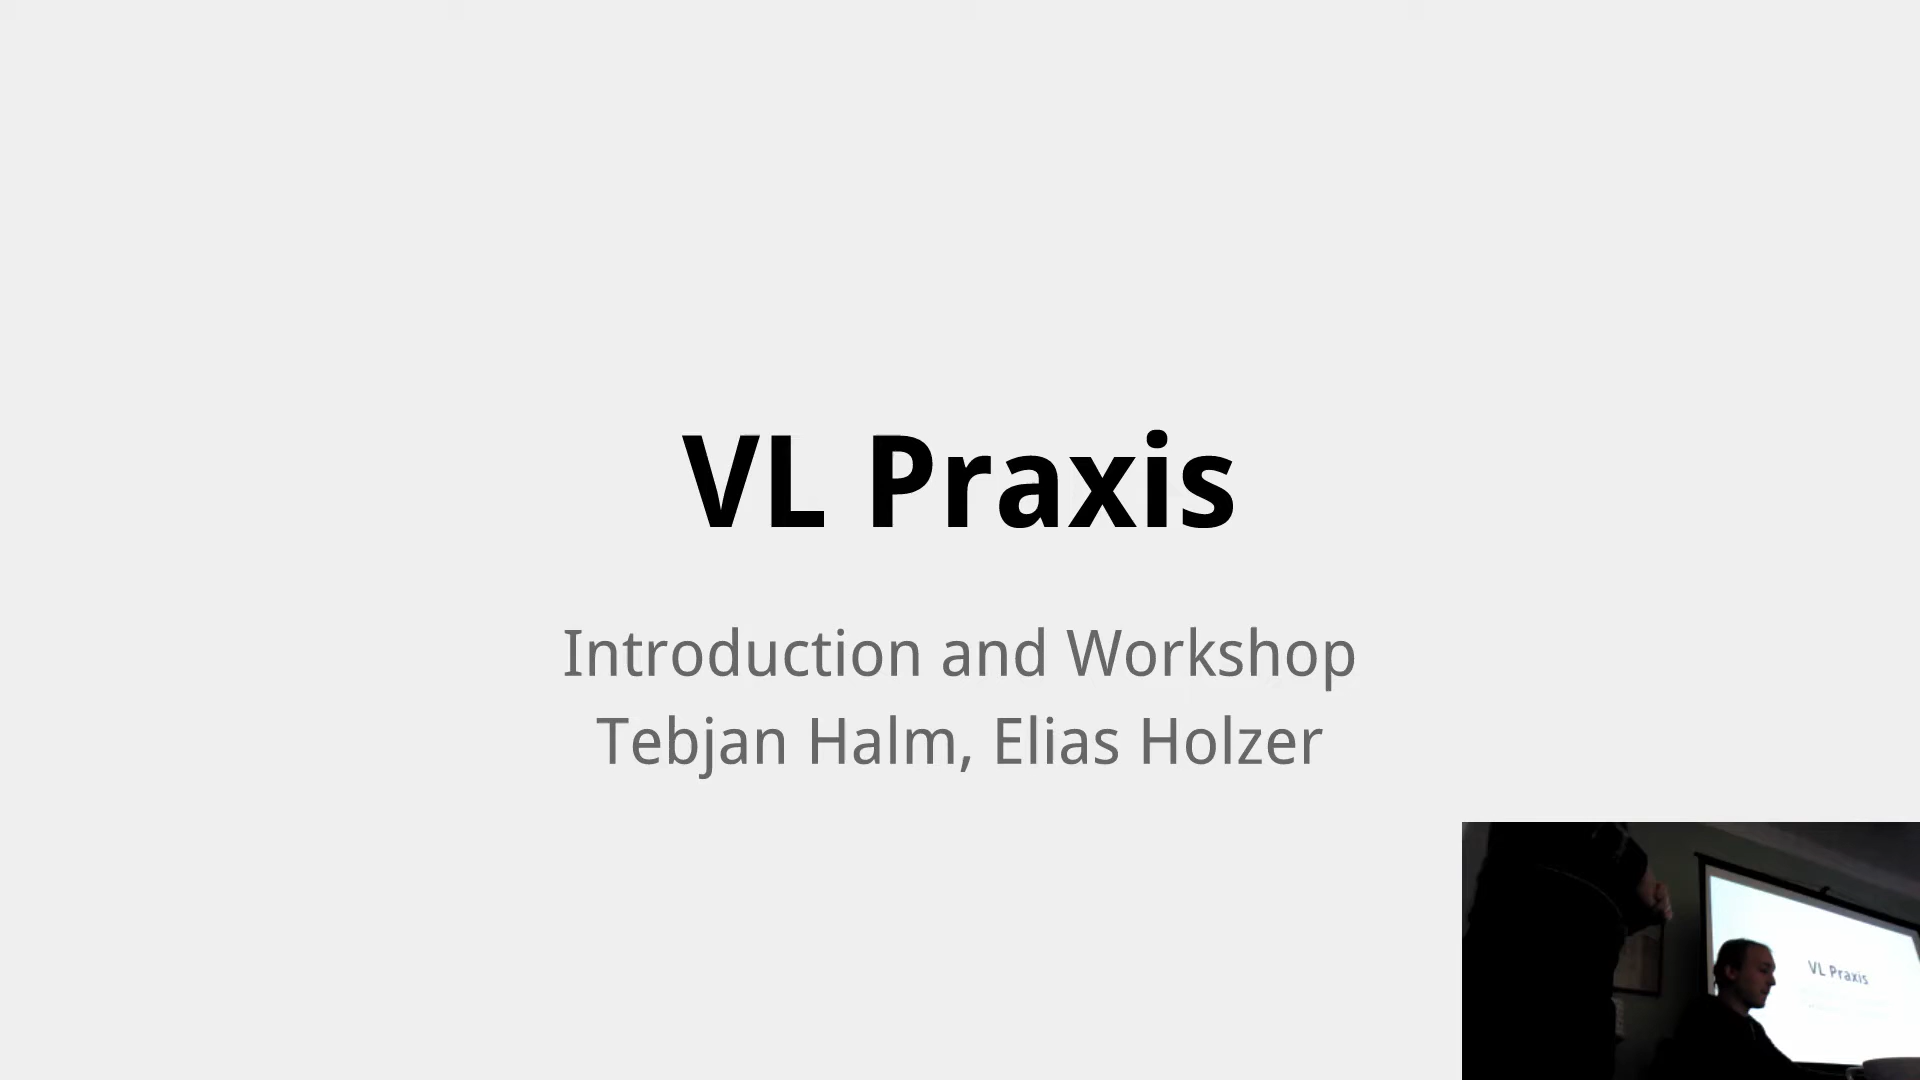 VL Praxis
Introduction and Workshop
Tebjan Halm, Elias Holzer
VL Praxis